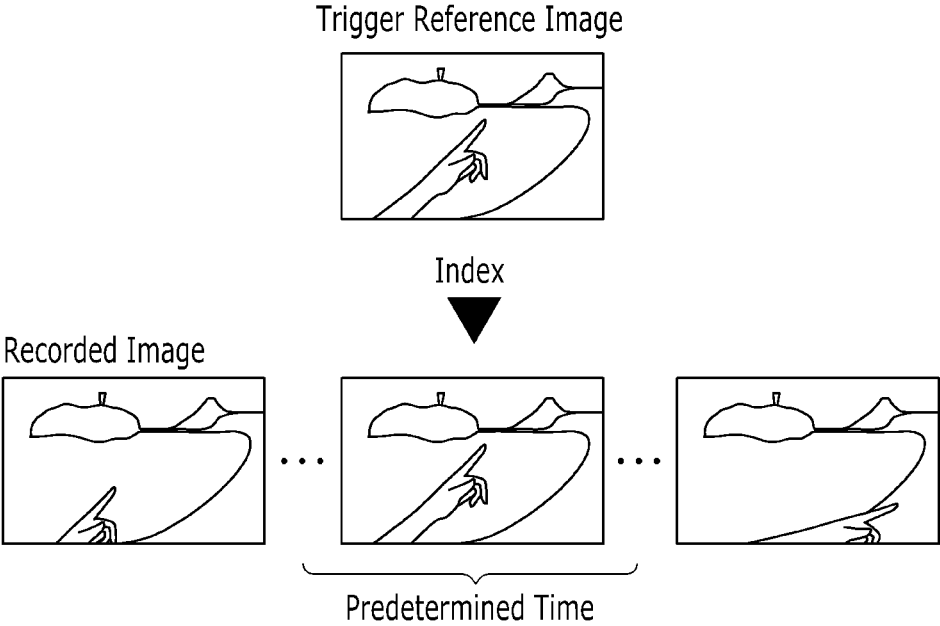 Trigger Reference Image
Index
Recorded Image
Predetermined Time